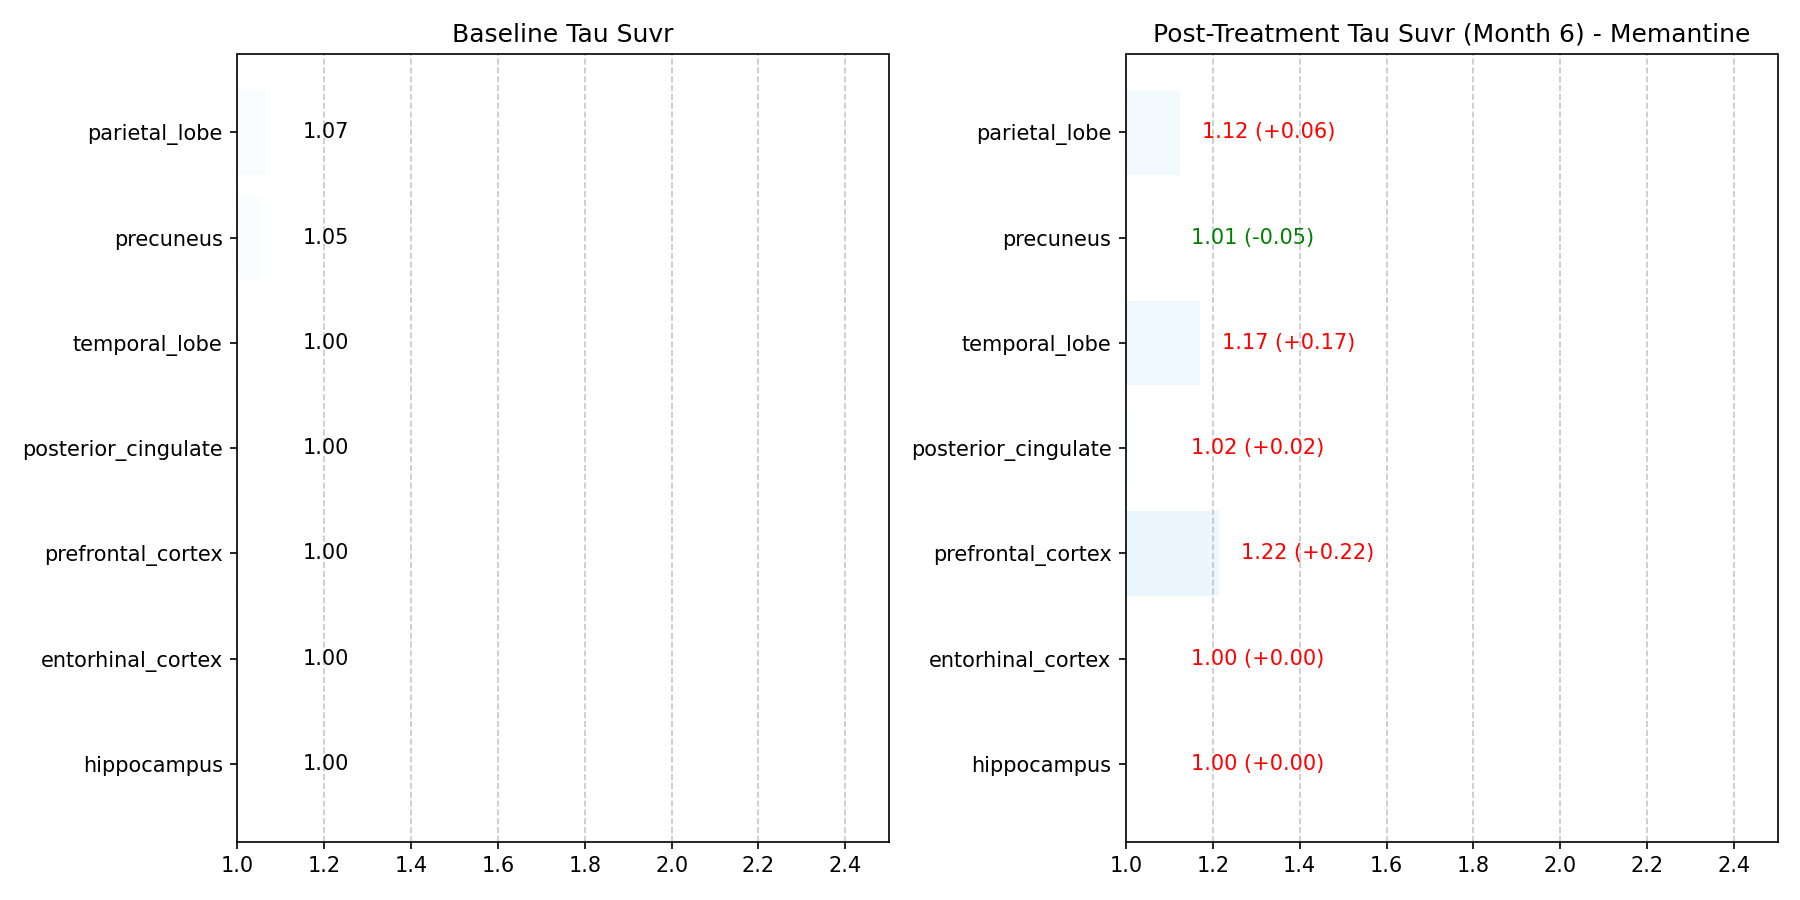 Baseline Tau Suvr
parietal_lobe 1.07
precuneus 1.05
temporal_lobe 1.00
posterior_cingulate 1.00
prefrontal_cortex 1.00
entorhinal_cortex 1.00
hippocampus 1.00
1.0 1.2 1.4 1.6 1.8 2.0 2.2 2.4
Post-Treatment Tau Suvr (Month 6) - Memantine
parietal_lobe 1.12 (+0.06)
precuneus 1.01 (-0.05)
temporal_lobe 1.17 (+0.17)
posterior_cingulate 1.02 (+0.02)
prefrontal_cortex 1.22 (+0.22)
entorhinal_cortex 1.00 (+0.00)
hippocampus 1.00 (+0.00)
1.0 1.2 1.4 1.6 1.8 2.0 2.2 2.4